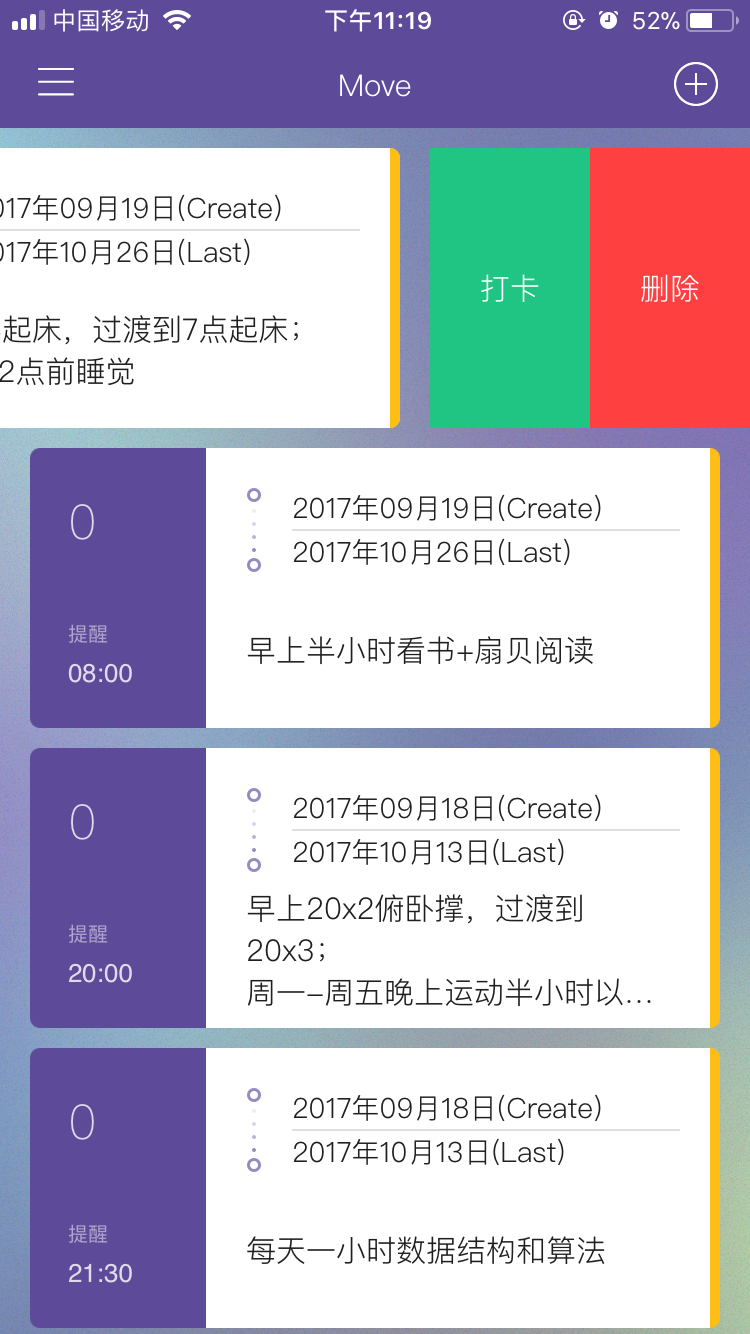 中国移动
下午11:19
52%
Move
017年09月19日(Create)
017年10月26日(Last)
起床，过渡到7点起床；
2点前睡觉
打卡
删除
0
2017年09月19日(Create)
2017年10月26日(Last)
提醒
08:00
早上半小时看书+扇贝阅读
0
2017年09月18日(Create)
2017年10月13日(Last)
提醒
20:00
早上20x2俯卧撑，过渡到
20x3；
周一–周五晚上运动半小时以...
0
2017年09月18日(Create)
2017年10月13日(Last)
提醒
21:30
每天一小时数据结构和算法